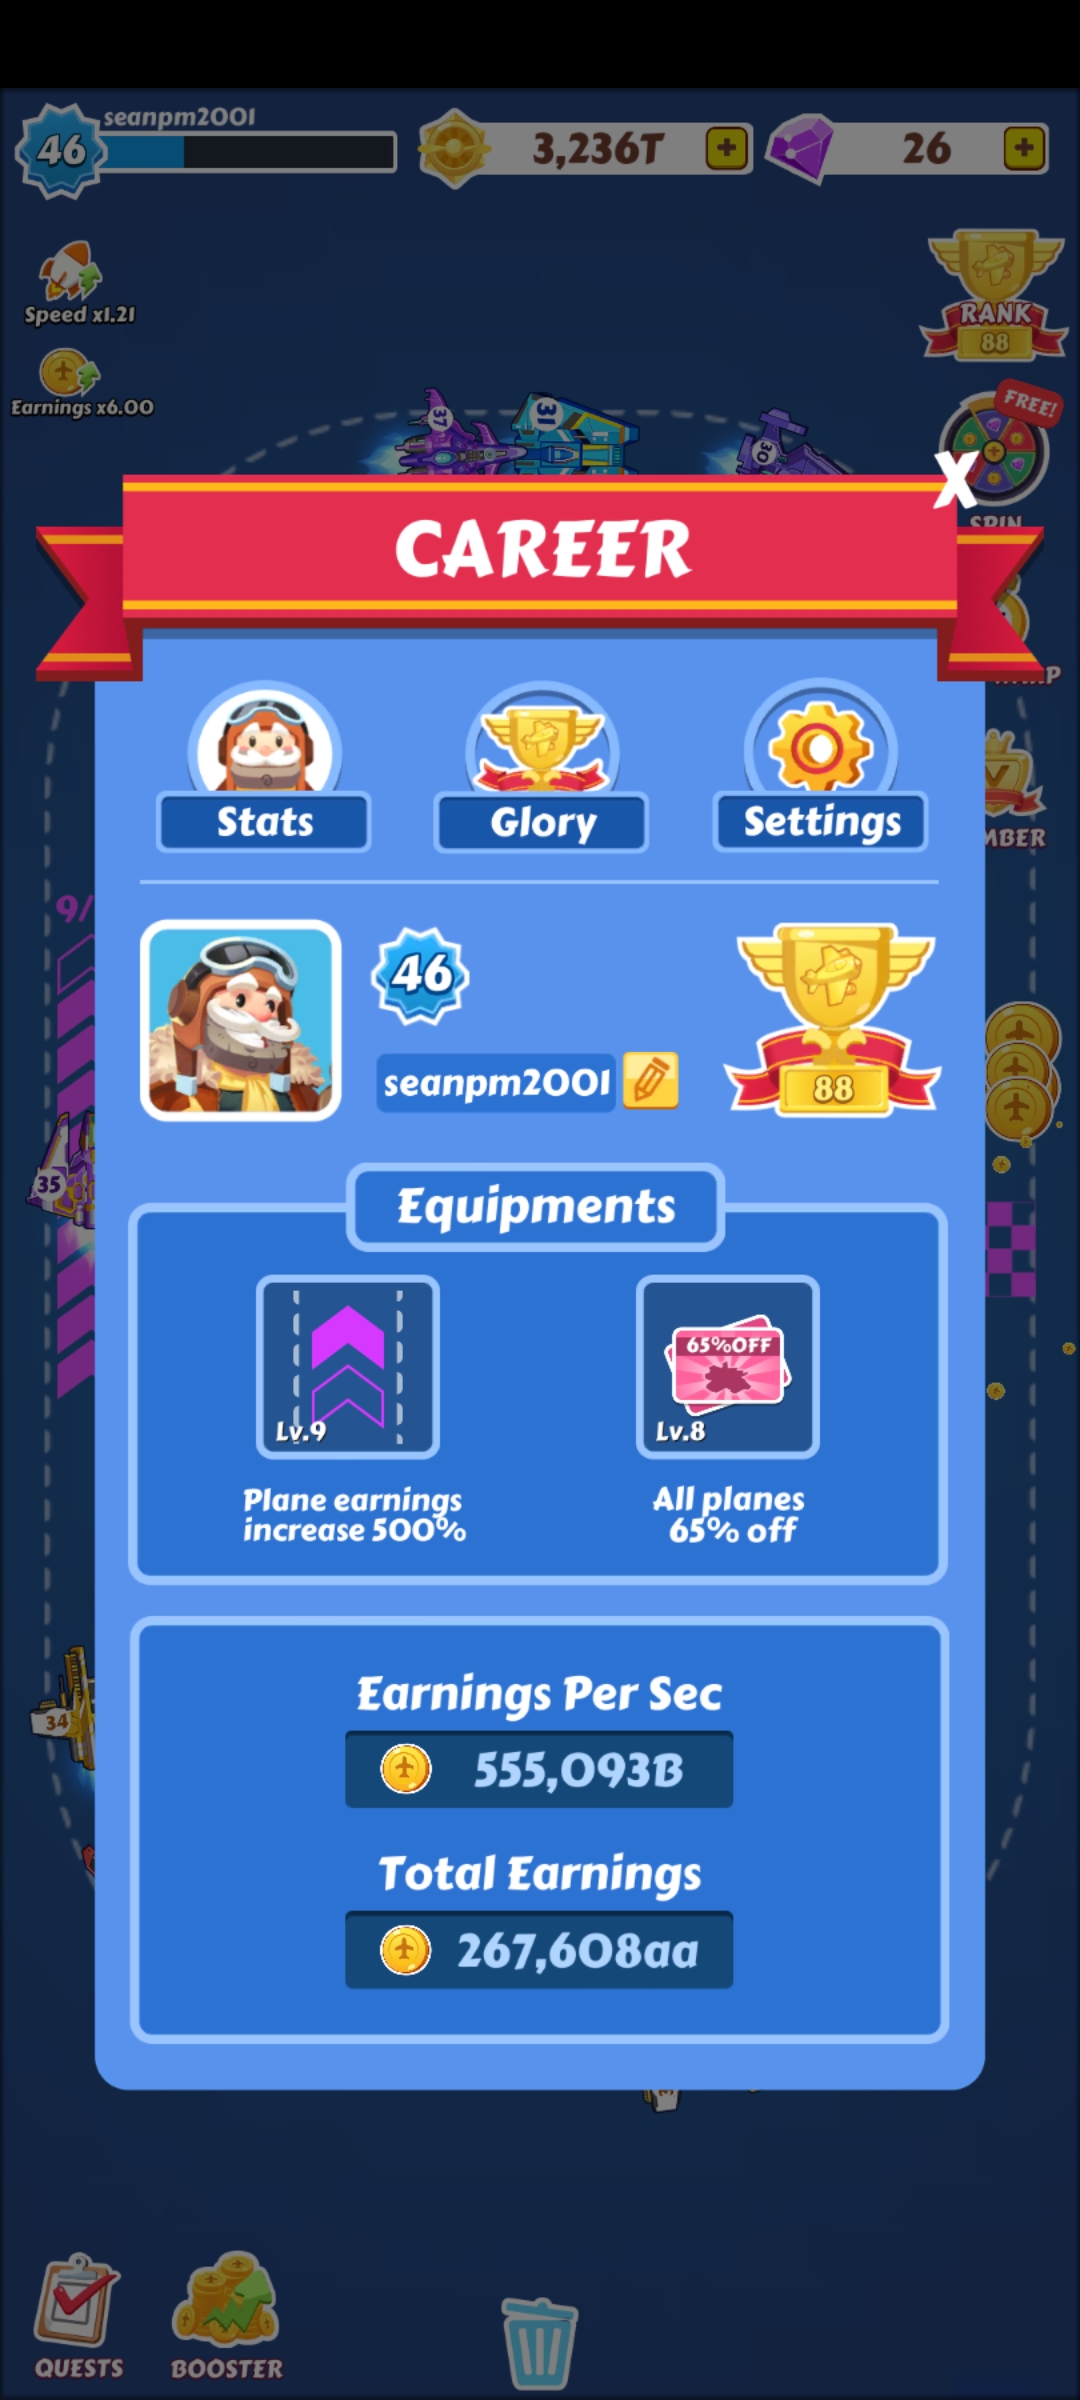 seanpm2001
46
3,236T
26
Speed x1.21
RANK
88
Earnings x6.00
FREE!
37
31
30
SPIN
CAREER
X
Stats
Glory
Settings
9/
46
seanpm2001
88
35
Equipments
65%OFF
Lv.9
Lv.8
Plane earnings
increase 500%
All planes
65% off
34
Earnings Per Sec
555,093B
Total Earnings
267,608aa
QUESTS
BOOSTER